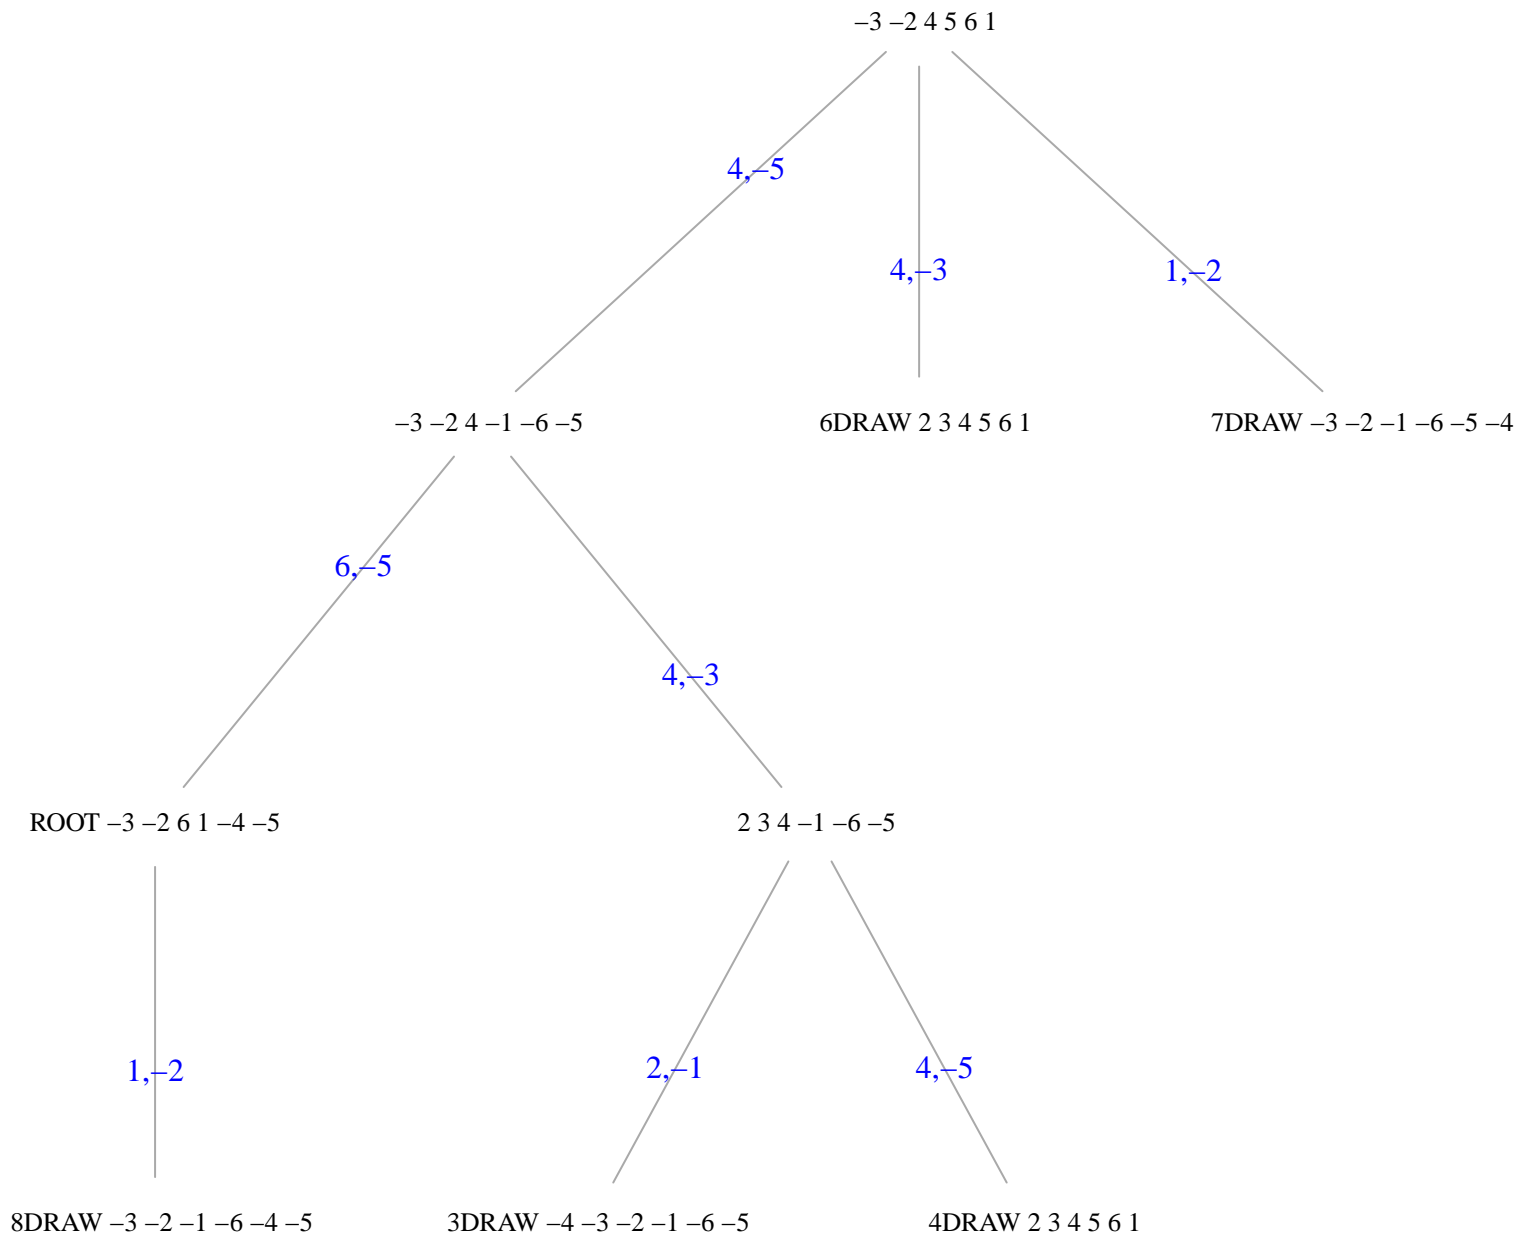 –3 –2 4 5 6 1
4,–5
4,–3
1,–2
–3 –2 4 –1 –6 –5
6DRAW 2 3 4 5 6 1
7DRAW –3 –2 –1 –6 –5 –4
6,–5
4,–3
ROOT –3 –2 6 1 –4 –5
2 3 4 –1 –6 –5
1,–2
2,–1
4,–5
8DRAW –3 –2 –1 –6 –4 –5
3DRAW –4 –3 –2 –1 –6 –5
4DRAW 2 3 4 5 6 1